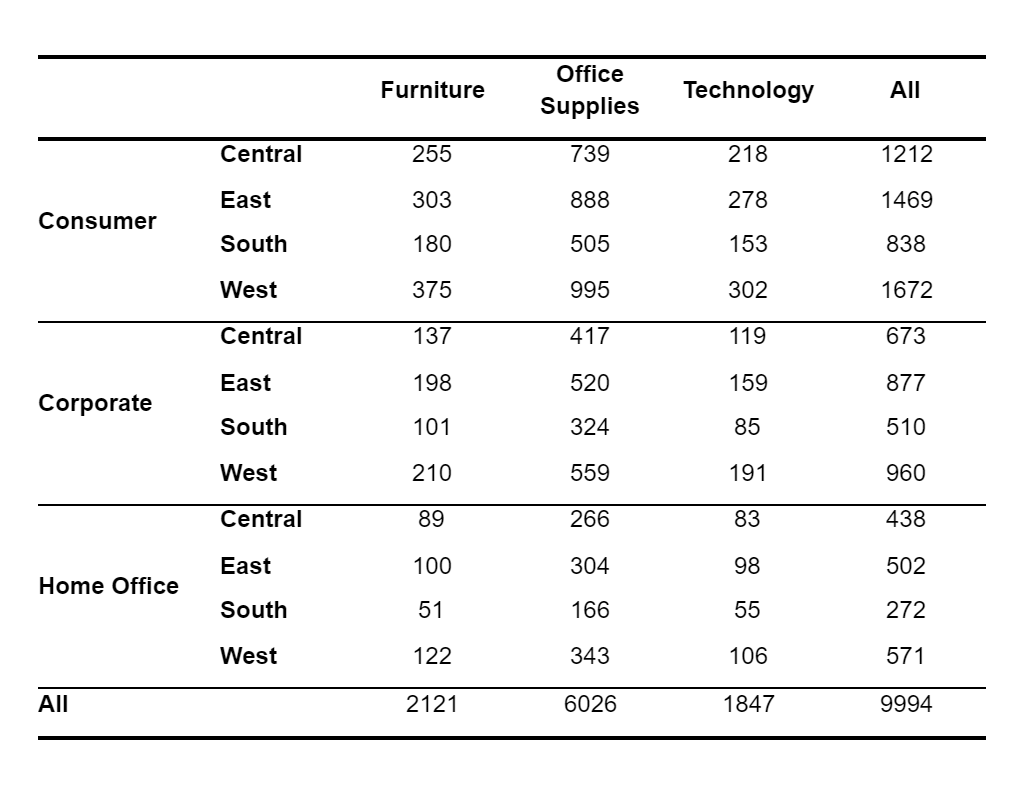 Furniture Office Supplies Technology All
Consumer Central 255 739 218 1212
East 303 888 278 1469
South 180 505 153 838
West 375 995 302 1672
Corporate Central 137 417 119 673
East 198 520 159 877
South 101 324 85 510
West 210 559 191 960
Home Office Central 89 266 83 438
East 100 304 98 502
South 51 166 55 272
West 122 343 106 571
All 2121 6026 1847 9994